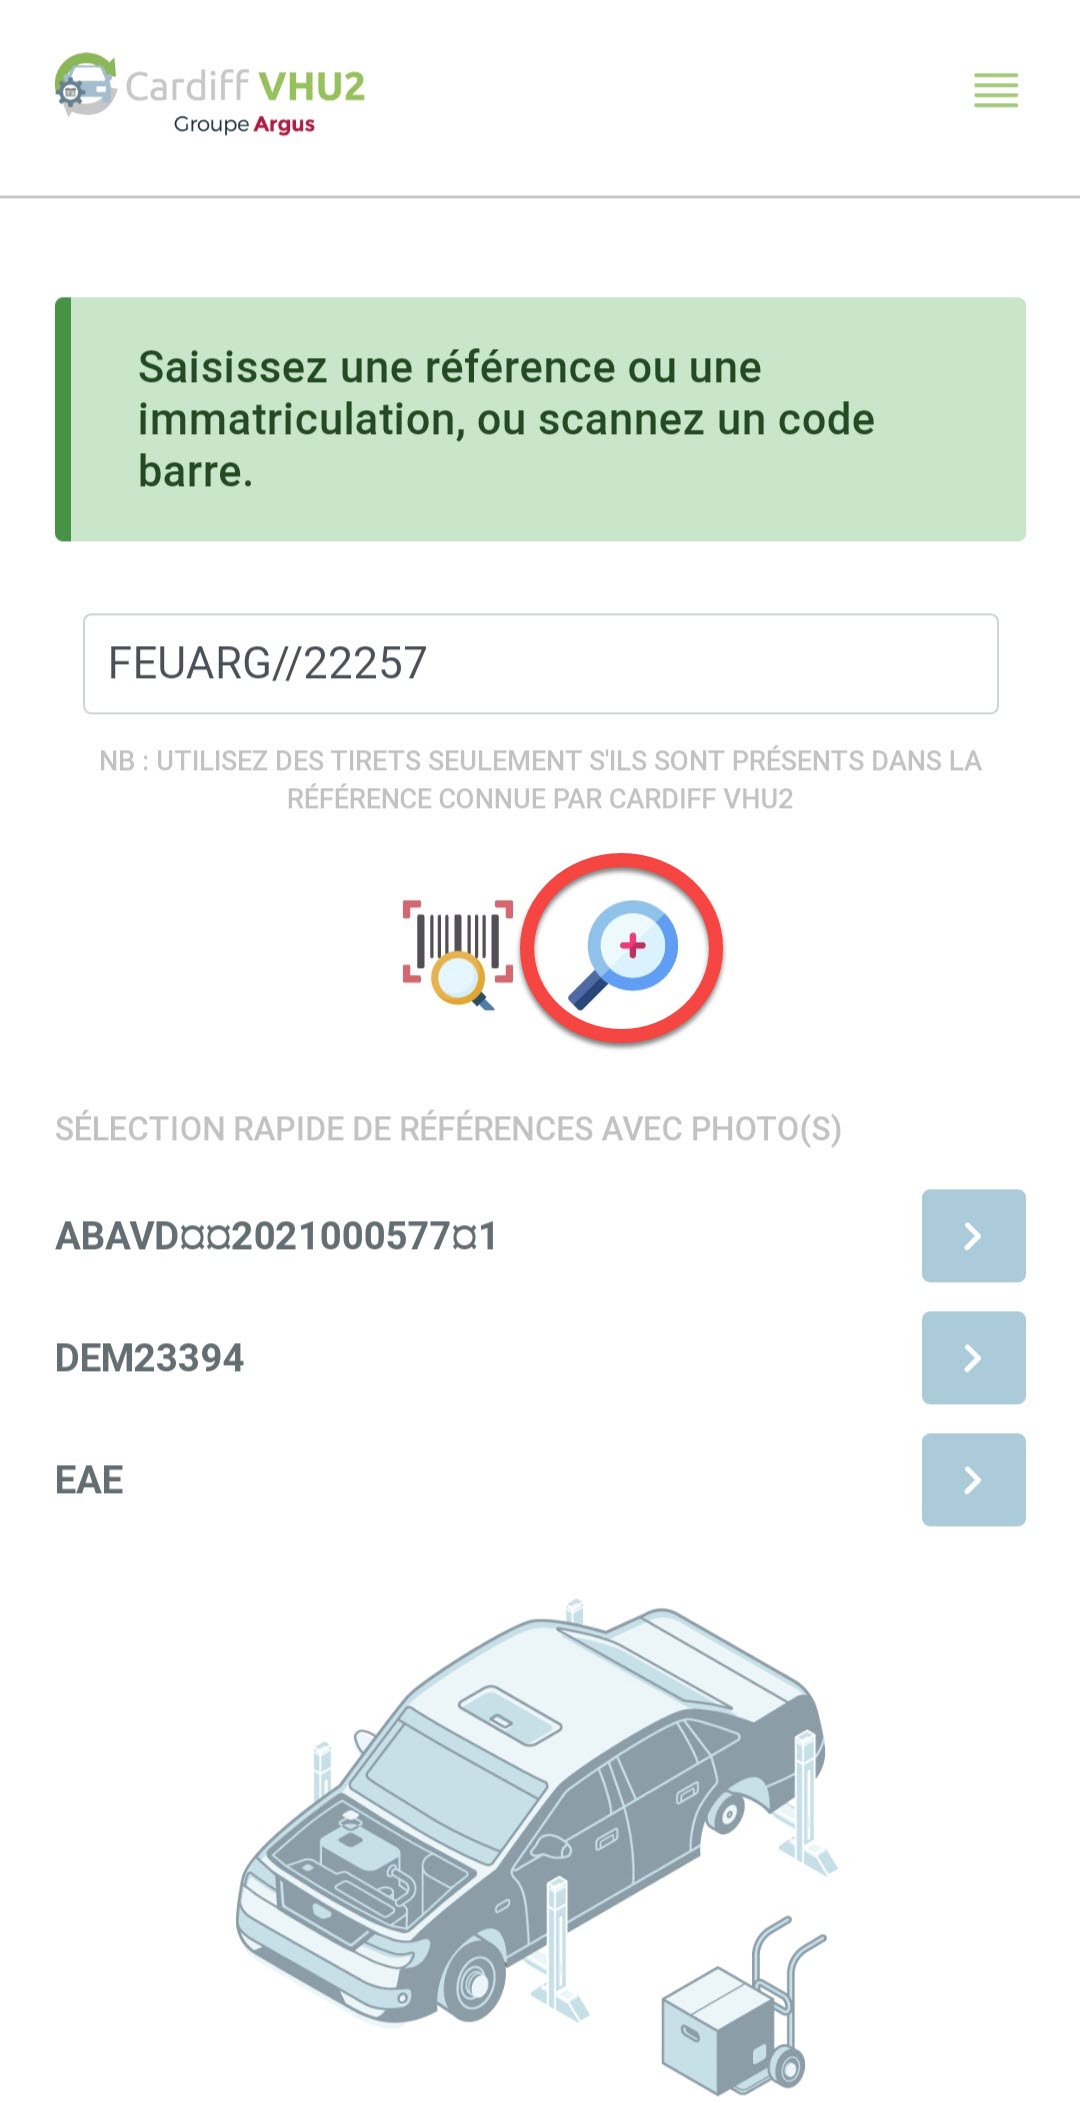 Cardiff VHU2
Groupe Argus
Saisissez une référence ou une
immatriculation, ou scannez un code
barre.
FEUARG//22257
NB : UTILISEZ DES TIRETS SEULEMENT S'ILS SONT PRÉSENTS DANS LA
RÉFÉRENCE CONNUE PAR CARDIFF VHU2
SÉLECTION RAPIDE DE RÉFÉRENCES AVEC PHOTO(S)
ABAVD¤¤2021000577¤1
DEM23394
EAE